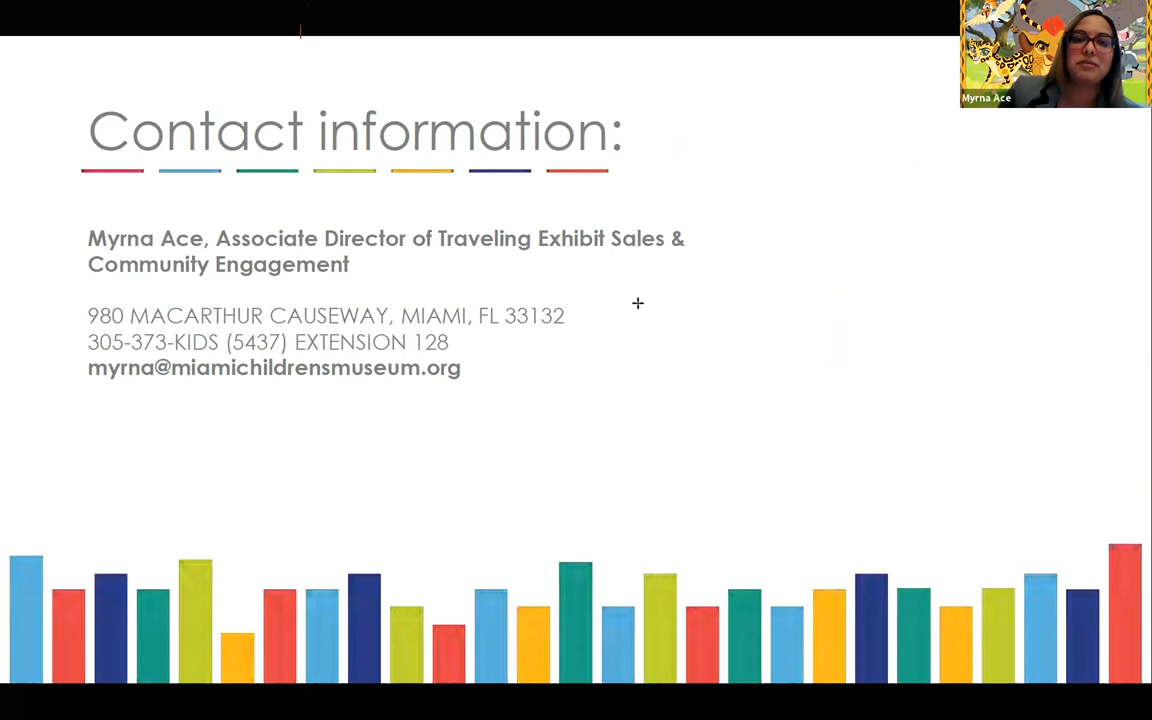 Myrna Ace
Contact information:
Myrna Ace, Associate Director of Traveling Exhibit Sales &
Community Engagement
980 MACARTHUR CAUSEWAY, MIAMI, FL 33132
305-373-KIDS (5437) EXTENSION 128
myrna@miamichildrensmuseum.org